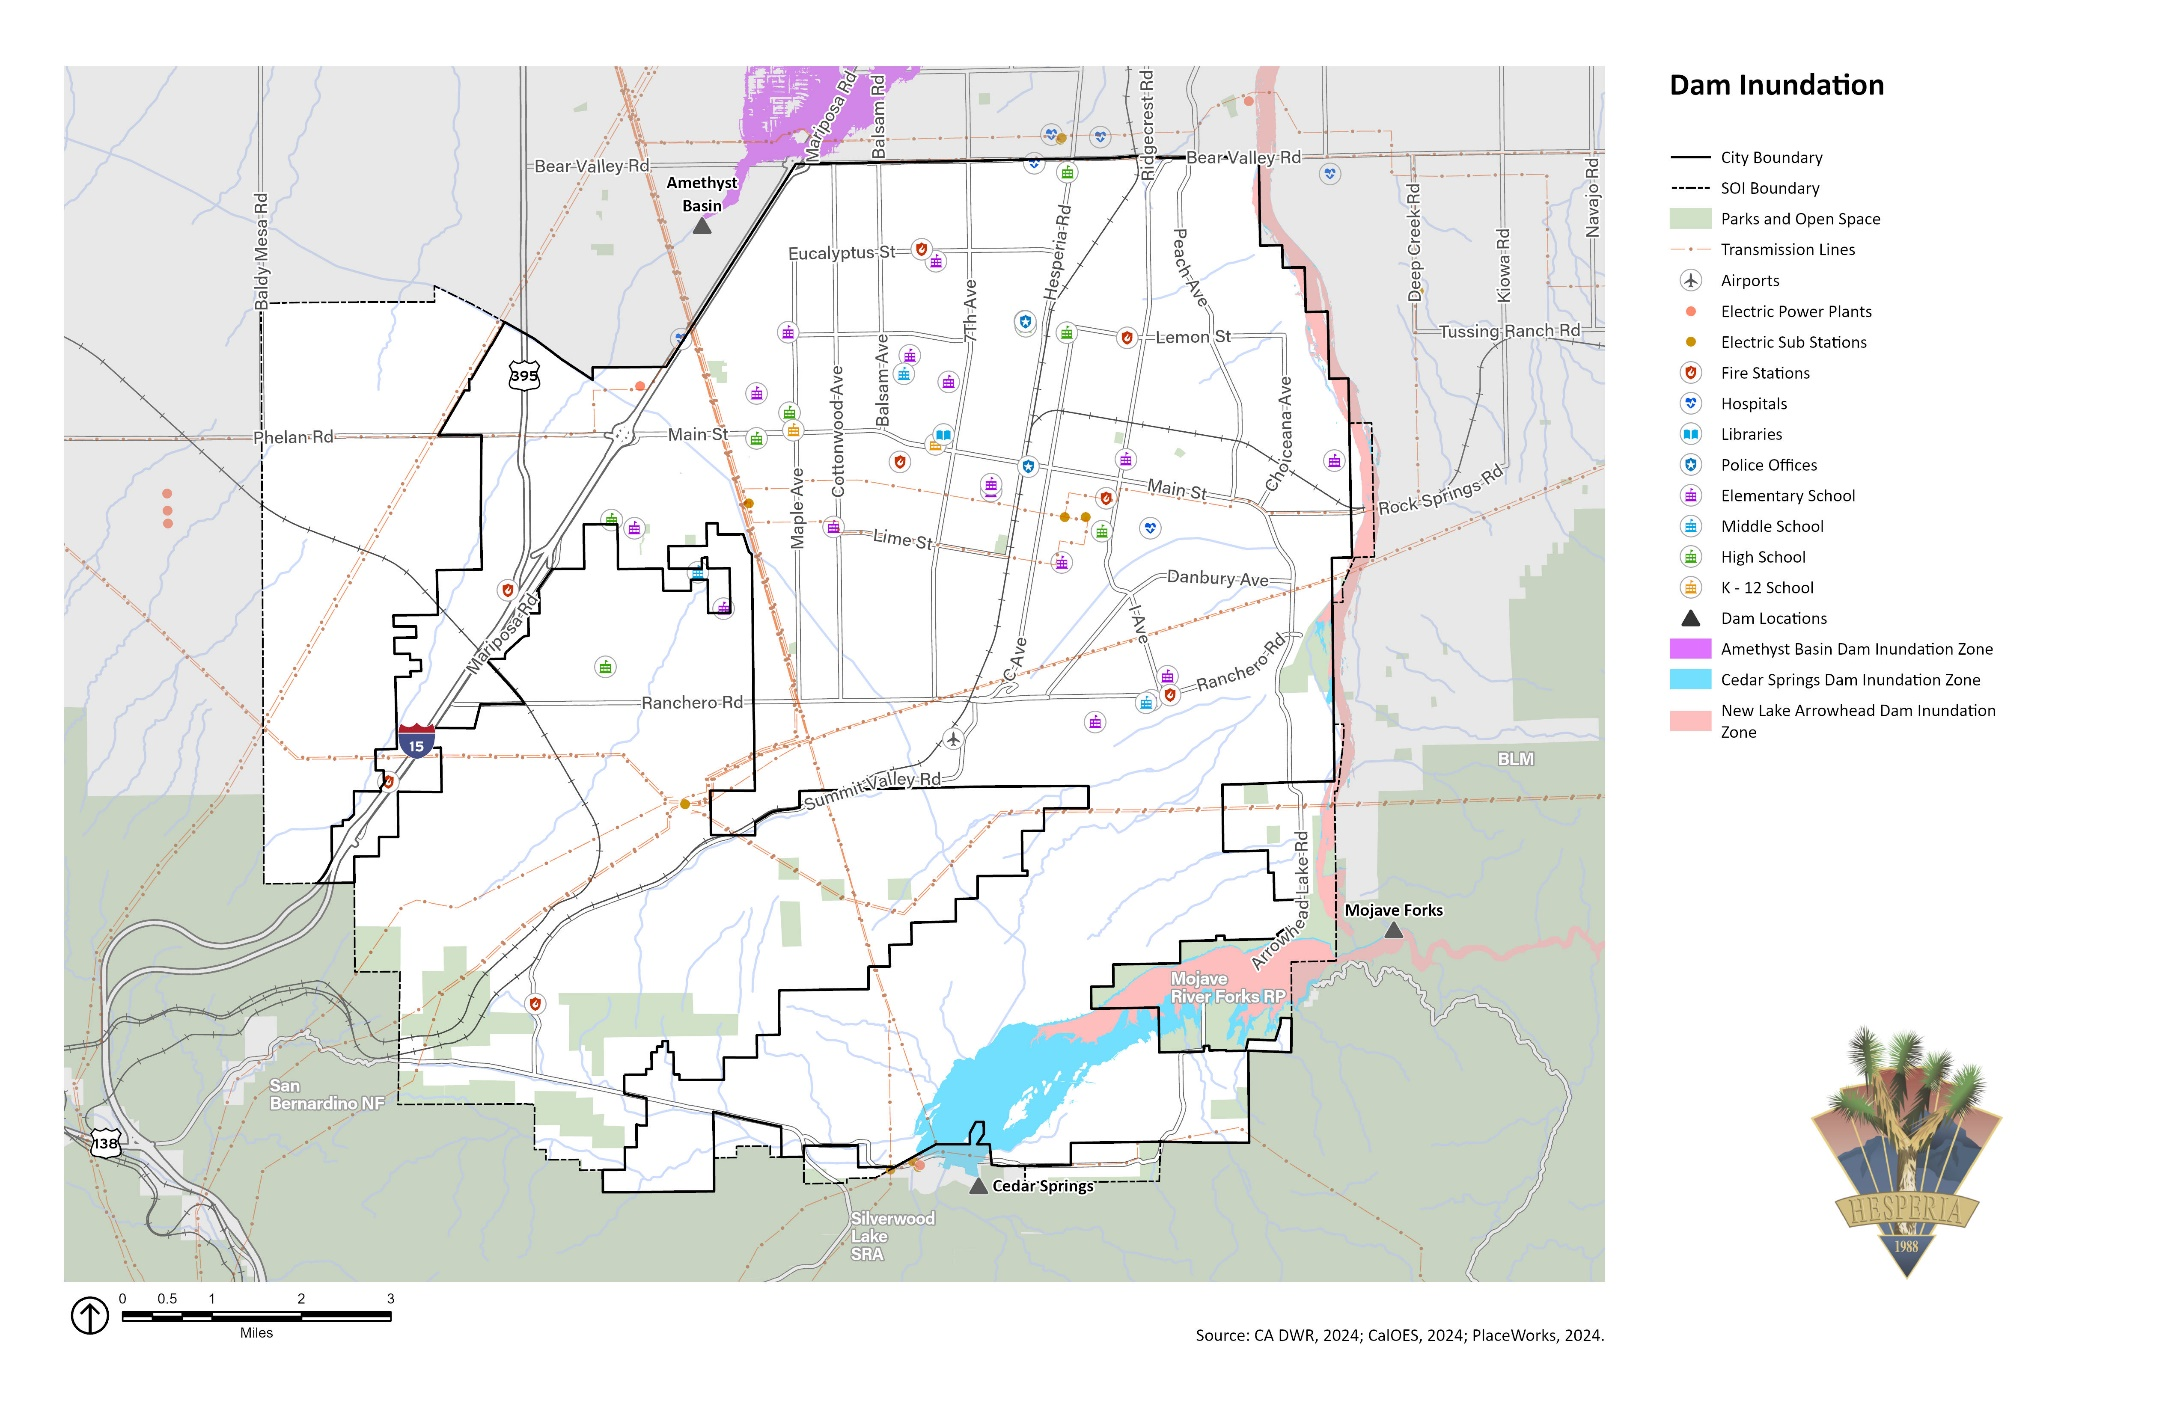 Dam Inundation
City Boundary
SOI Boundary
Parks and Open Space
Transmission Lines
Airports
Electric Power Plants
Electric Sub Stations
Fire Stations
Hospitals
Libraries
Police Offices
Elementary School
Middle School
High School
K - 12 School
Dam Locations
Amethyst Basin Dam Inundation Zone
Cedar Springs Dam Inundation Zone
New Lake Arrowhead Dam Inundation
Zone
Mariposa Rd
Balsam Rd
Ridgecrest Rd
Bear Valley Rd
Bear Valley Rd
Amethyst
Basin
Baldy Mesa Rd
Navajo Rd
Deep Creek Rd
Kiowa Rd
Eucalyptus St
Hesperia Rd
Peach Ave
7Th Ave
Tussing Ranch Rd
Lemon St
395
Balsam Ave
Cottonwood Ave
Choiceana Ave
Phelan Rd
Main St
Maple Ave
Main St
Rock Springs Rd
Lime St
Danbury Ave
I Ave
Mariposa Rd
C Ave
Ranchero Rd
Ranchero Rd
15
BLM
Summit Valley Rd
Arrowhead Lake Rd
Mojave Forks
Mojave
River Forks RP
San
Bernardino NF
138
Cedar Springs
Silverwood
Lake
SRA
0 0.5 1 2 3
Miles
Source: CA DWR, 2024; CalOES, 2024; PlaceWorks, 2024.
HESPERIA
1988